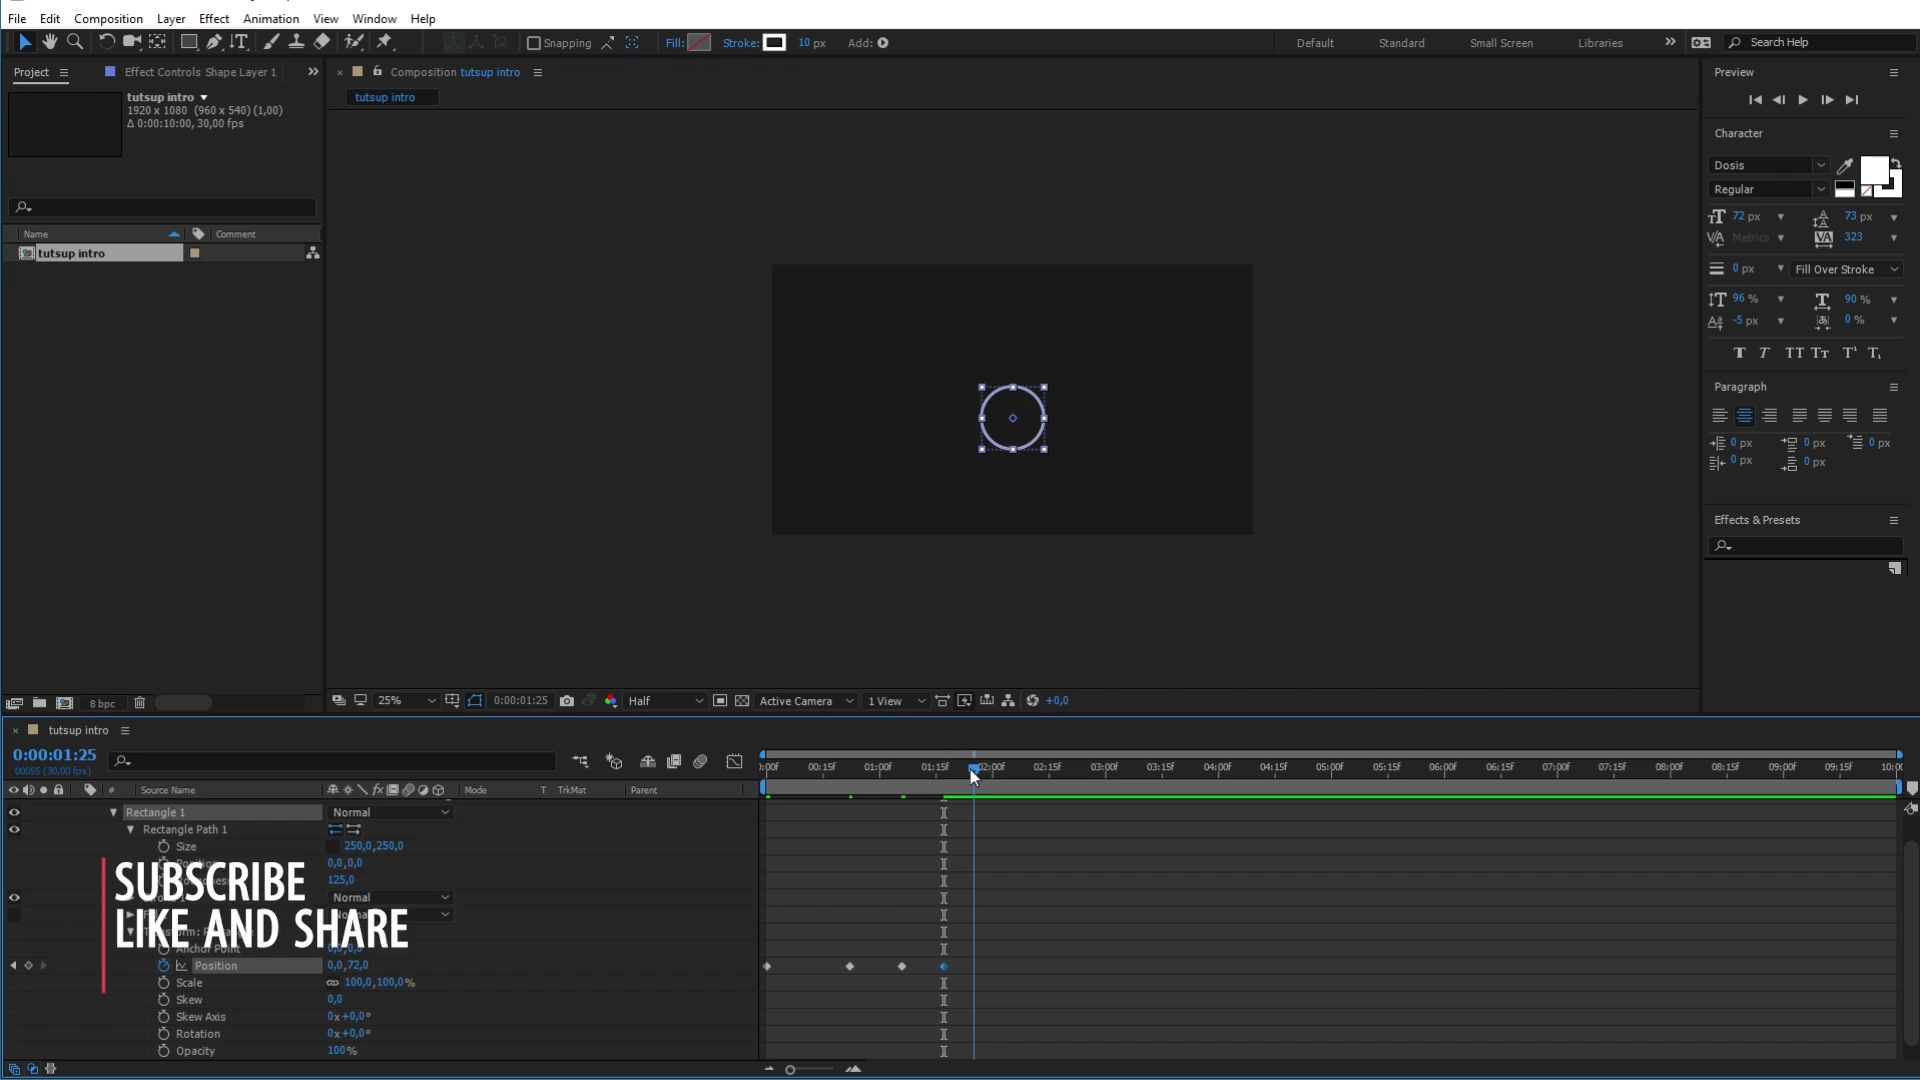 File Edit Composition Layer Effect Animation View Window Help
Snapping Fill: Stroke: 10 px Add: Default Standard Small Screen Libraries Search Help
Project Effect Controls Shape Layer 1
Composition tutsup intro
tutsup intro
tutsup intro
1920 x 1080 (960 x 540) (1,00)
Δ 0:00:10:00, 30,00 fps
Name Comment
tutsup intro
8 bpc
25% 0:00:01:25 Half Active Camera 1 View +0,0
Preview
Character
Dosis
Regular
72 px 73 px
Metrics 323
0 px Fill Over Stroke
96 % 90 %
-5 px 0 %
Paragraph
0 px 0 px 0 px
0 px 0 px
Effects & Presets
tutsup intro
0:00:01:25
00055 (30.00 fps)
:00f 00:15f 01:00f 01:15f 02:00f 02:15f 03:00f 03:15f 04:00f 04:15f 05:00f 05:15f 06:00f 06:15f 07:00f 07:15f 08:00f 08:15f 09:00f 09:15f 10:00
# Source Name Mode T TrkMat Parent
Rectangle 1 Normal
Rectangle Path 1
Size 250,0,250,0
0,0,0,0
125,0
Normal
SUBSCRIBE
LIKE AND SHARE
Anchor Point 0,0,0,0
Position 0,0,72,0
Scale 100,0,100,0%
Skew 0,0
Skew Axis 0x+0,0°
Rotation 0x+0,0°
Opacity 100%